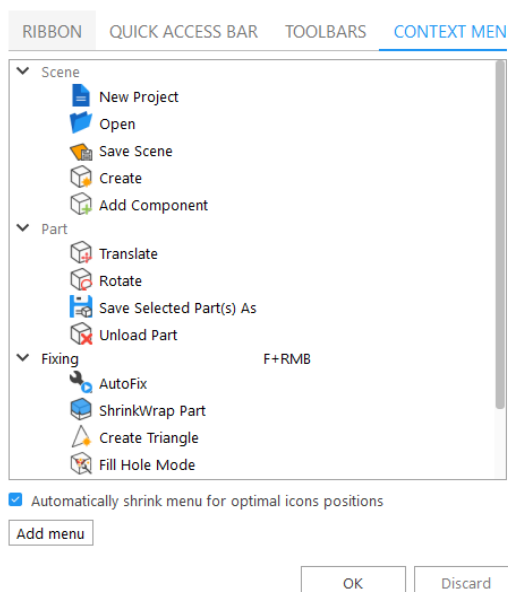 RIBBON QUICK ACCESS BAR TOOLBARS CONTEXT MEN
Scene
New Project
Open
Save Scene
Create
Add Component
Part
Translate
Rotate
Save Selected Part(s) As
Unload Part
Fixing F+RMB
AutoFix
ShrinkWrap Part
Create Triangle
Fill Hole Mode
Automatically shrink menu for optimal icons positions
Add menu
OK Discard